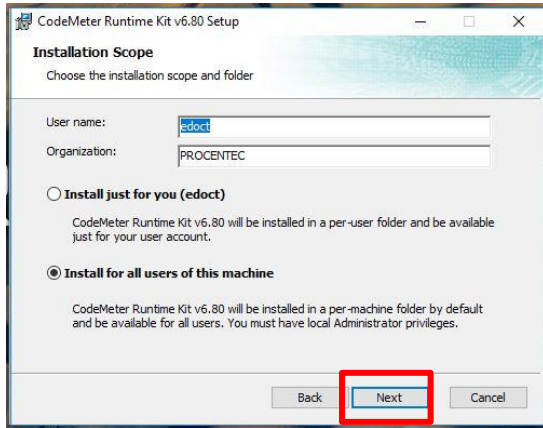 CodeMeter Runtime Kit v6.80 Setup
Installation Scope
Choose the installation scope and folder
User name:
edoct
Organization:
PROCENTEC
Install just for you (edoct)
CodeMeter Runtime Kit v6.80 will be installed in a per-user folder and be available
just for your user account.
Install for all users of this machine
CodeMeter Runtime Kit v6.80 will be installed in a per-machine folder by default
and be available for all users. You must have local Administrator privileges.
Back Next Cancel